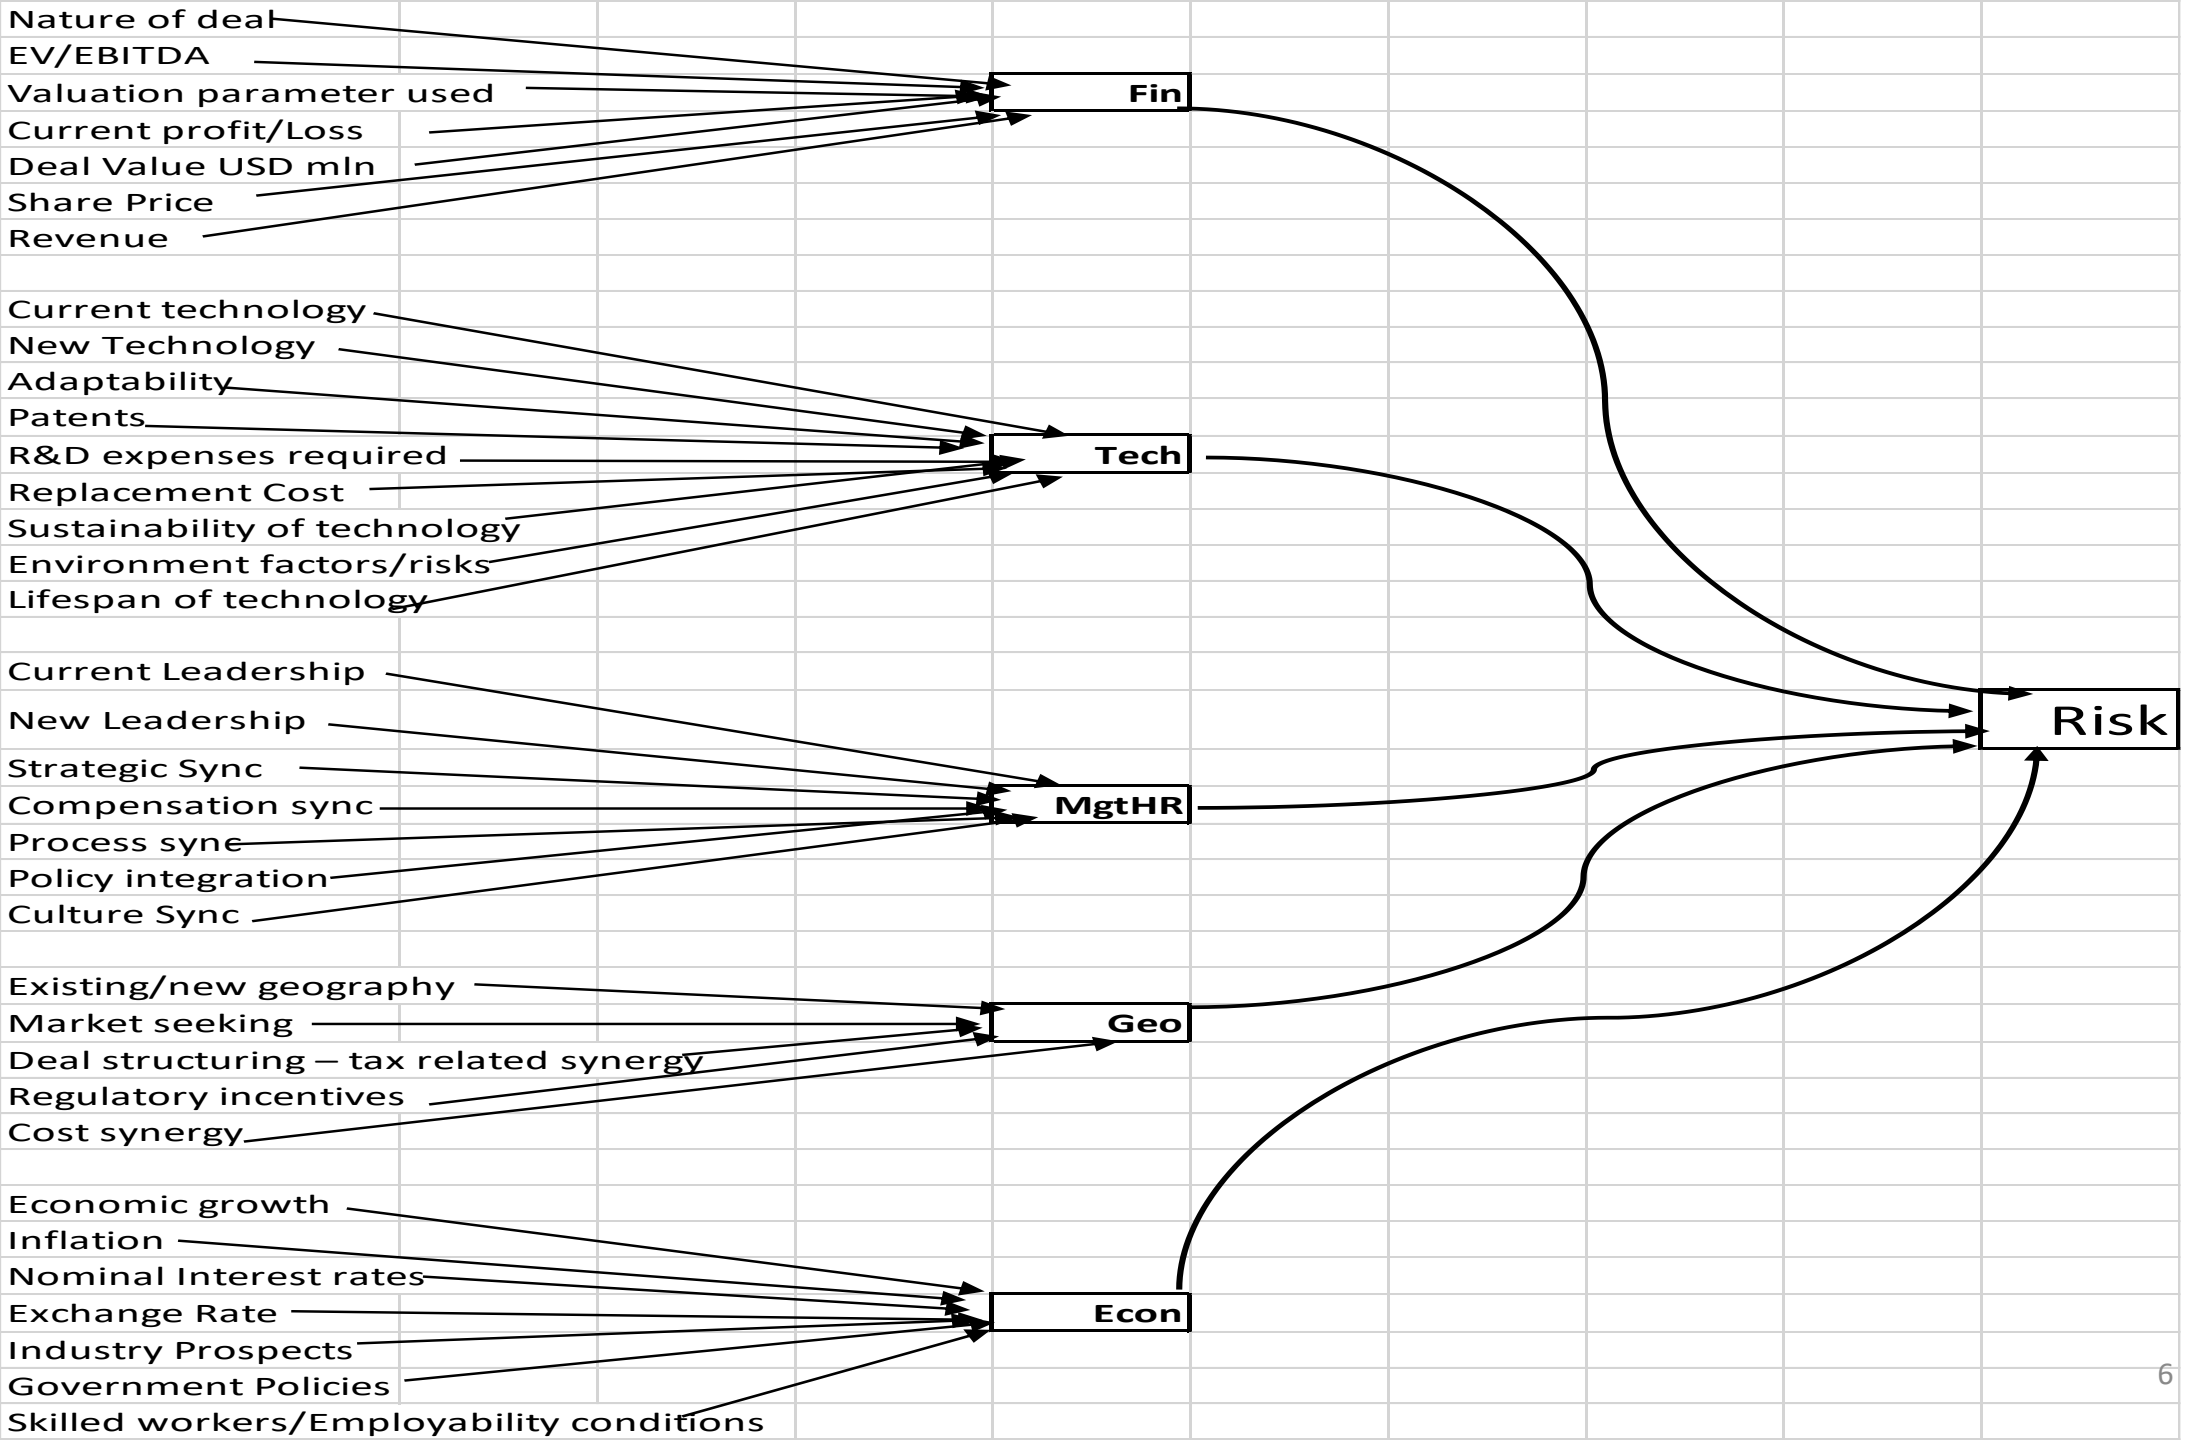 Nature of deal
EV/EBITDA
Valuation parameter used
Fin
Current profit/Loss
Deal Value USD mln
Share Price
Revenue
Current technology
New Technology
Adaptability
Patents
R&D expenses required
Tech
Replacement Cost
Sustainability of technology
Environment factors/risks
Lifespan of technology
Current Leadership
New Leadership
Risk
Strategic Sync
Compensation sync
MgtHR
Process sync
Policy integration
Culture Sync
Existing/new geography
Market seeking
Geo
Deal structuring – tax related synergy
Regulatory incentives
Cost synergy
Economic growth
Inflation
Nominal Interest rates
Exchange Rate
Econ
Industry Prospects
Government Policies
6
Skilled workers/Employability conditions